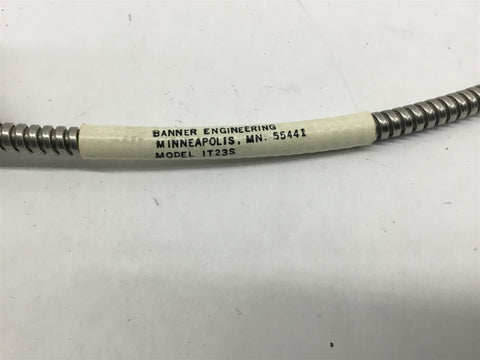 BANNER ENGINEERING
MINNEAPOLIS, MN. 55441
MODEL IT23S